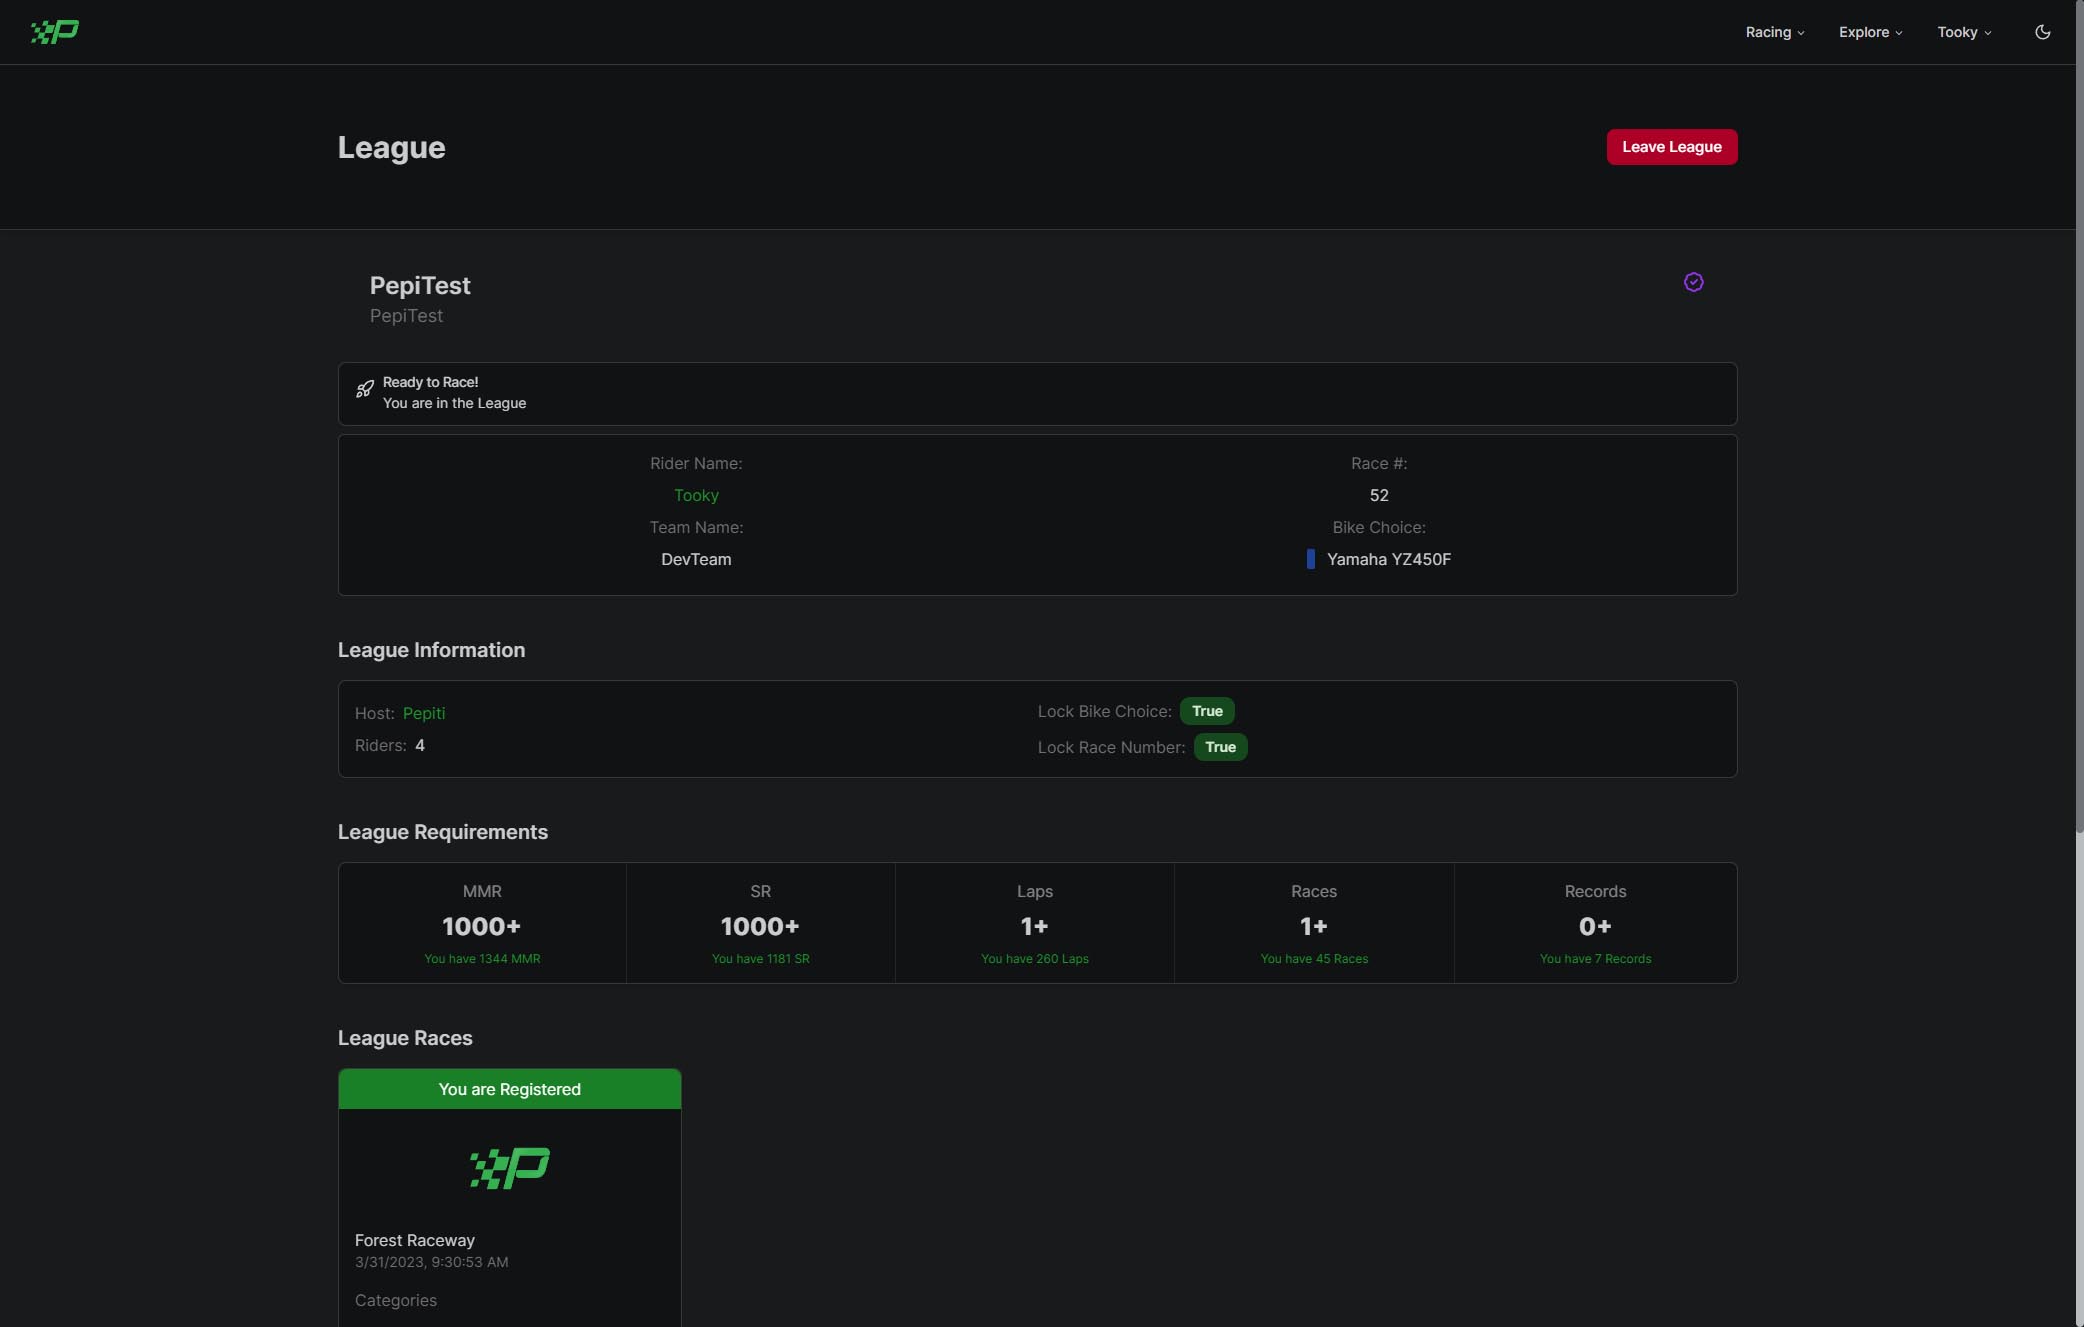 Racing
Explore
Tooky
League
Leave League
PepiTest
PepiTest
Ready to Race!
You are in the League
Rider Name:
Tooky
Team Name:
DevTeam
Race #:
52
Bike Choice:
Yamaha YZ450F
League Information
Host: Pepiti
Riders: 4
Lock Bike Choice: True
Lock Race Number: True
League Requirements
MMR
1000+
You have 1344 MMR
SR
1000+
You have 1181 SR
Laps
1+
You have 260 Laps
Races
1+
You have 45 Races
Records
0+
You have 7 Records
League Races
You are Registered
P
Forest Raceway
3/31/2023, 9:30:53 AM
Categories